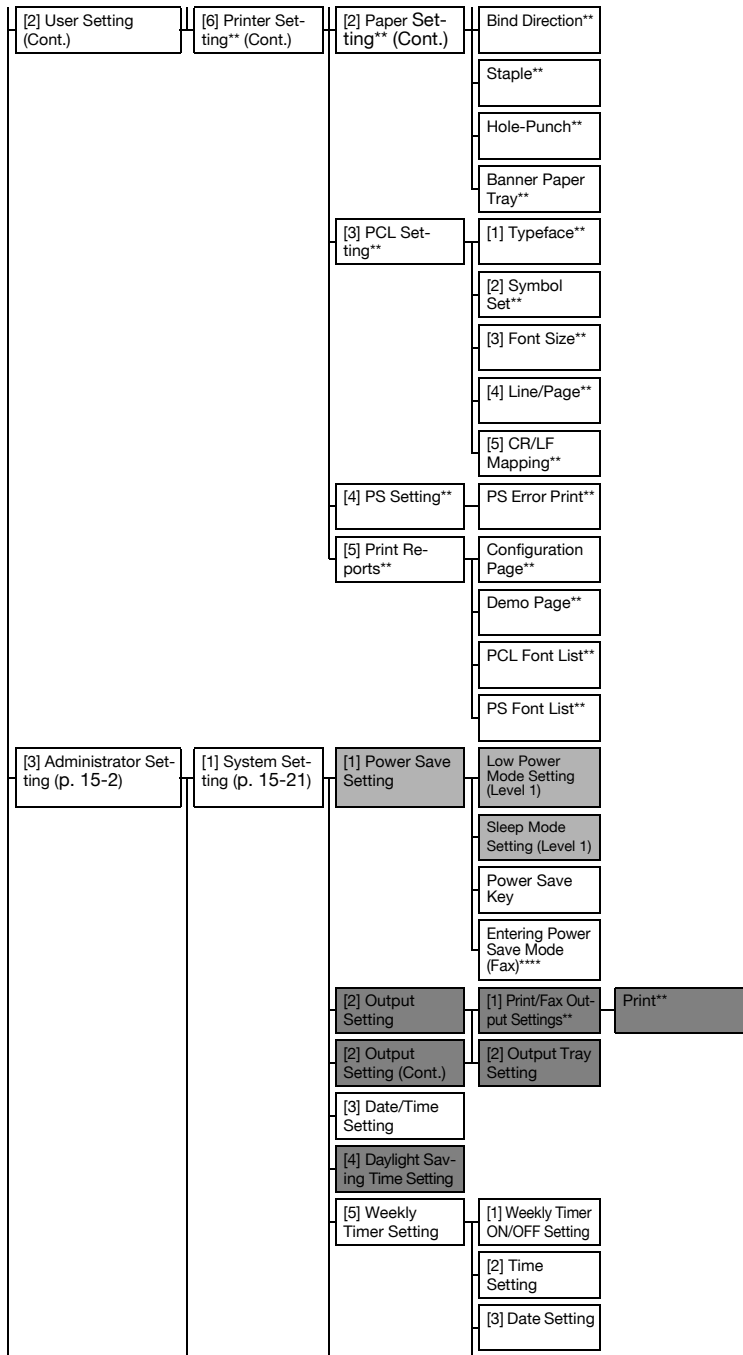 [2] User Setting
(Cont.)
[6] Printer Set-
ting** (Cont.)
[2] Paper Set-
ting** (Cont.)
Bind Direction**
Staple**
Hole-Punch**
Banner Paper
Tray**
[3] PCL Set-
ting**
[1] Typeface**
[2] Symbol
Set**
[3] Font Size**
[4] Line/Page**
[5] CR/LF
Mapping**
[4] PS Setting**
PS Error Print**
[5] Print Re-
ports**
Configuration
Page**
Demo Page**
PCL Font List**
PS Font List**
[3] Administrator Set-
ting (p. 15-2)
[1] System Set-
ting (p. 15-21)
[1] Power Save
Setting
Low Power
Mode Setting
(Level 1)
Sleep Mode
Setting (Level 1)
Power Save
Key
Entering Power
Save Mode
(Fax)****
[2] Output
Setting
[1] Print/Fax Out-
put Settings**
Print**
[2] Output
Setting (Cont.)
[2] Output Tray
Setting
[3] Date/Time
Setting
[4] Daylight Sav-
ing Time Setting
[5] Weekly
Timer Setting
[1] Weekly Timer
ON/OFF Setting
[2] Time
Setting
[3] Date Setting